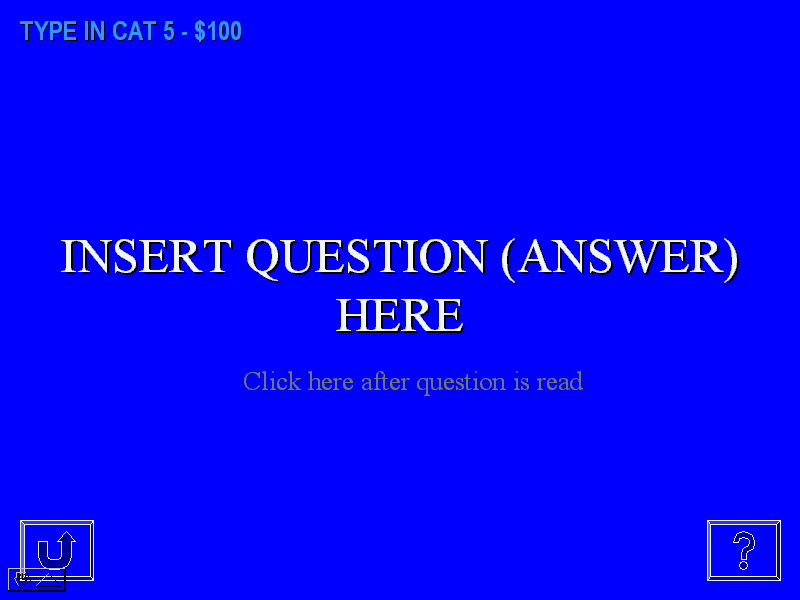 TYPE IN CAT 5 - $100
INSERT QUESTION (ANSWER)
HERE
Click here after question is read
?